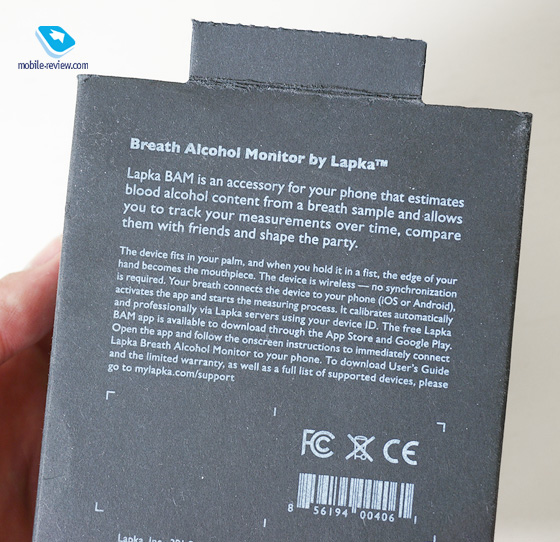 mobile-review.com
Breath Alcohol Monitor by Lapka™
Lapka BAM is an accessory for your phone that estimates
blood alcohol content from a breath sample and allows
you to track your measurements over time, compare
them with friends and shape the party.
The device fits in your palm, and when you hold it in a fist, the edge of your
hand becomes the mouthpiece. The device is wireless — no synchronization
is required. Your breath connects the device to your phone (iOS or Android),
activates the app and starts the measuring process. It calibrates automatically
and professionally via Lapka servers using your device ID. The free Lapka
BAM app is available to download through the App Store and Google Play.
Open the app and follow the onscreen instructions to immediately connect
Lapka Breath Alcohol Monitor to your phone. To download User's Guide
and the limited warranty, as well as a full list of supported devices, please
go to mylapka.com/support
FC CE
8 56194 00406
Lapka, Inc.